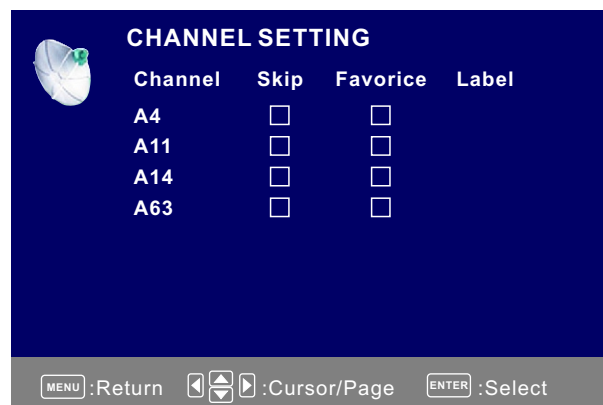 CHANNEL SETTING
Channel Skip Favorice Label
A4
A11
A14
A63
MENU :Return :Cursor/Page ENTER :Select